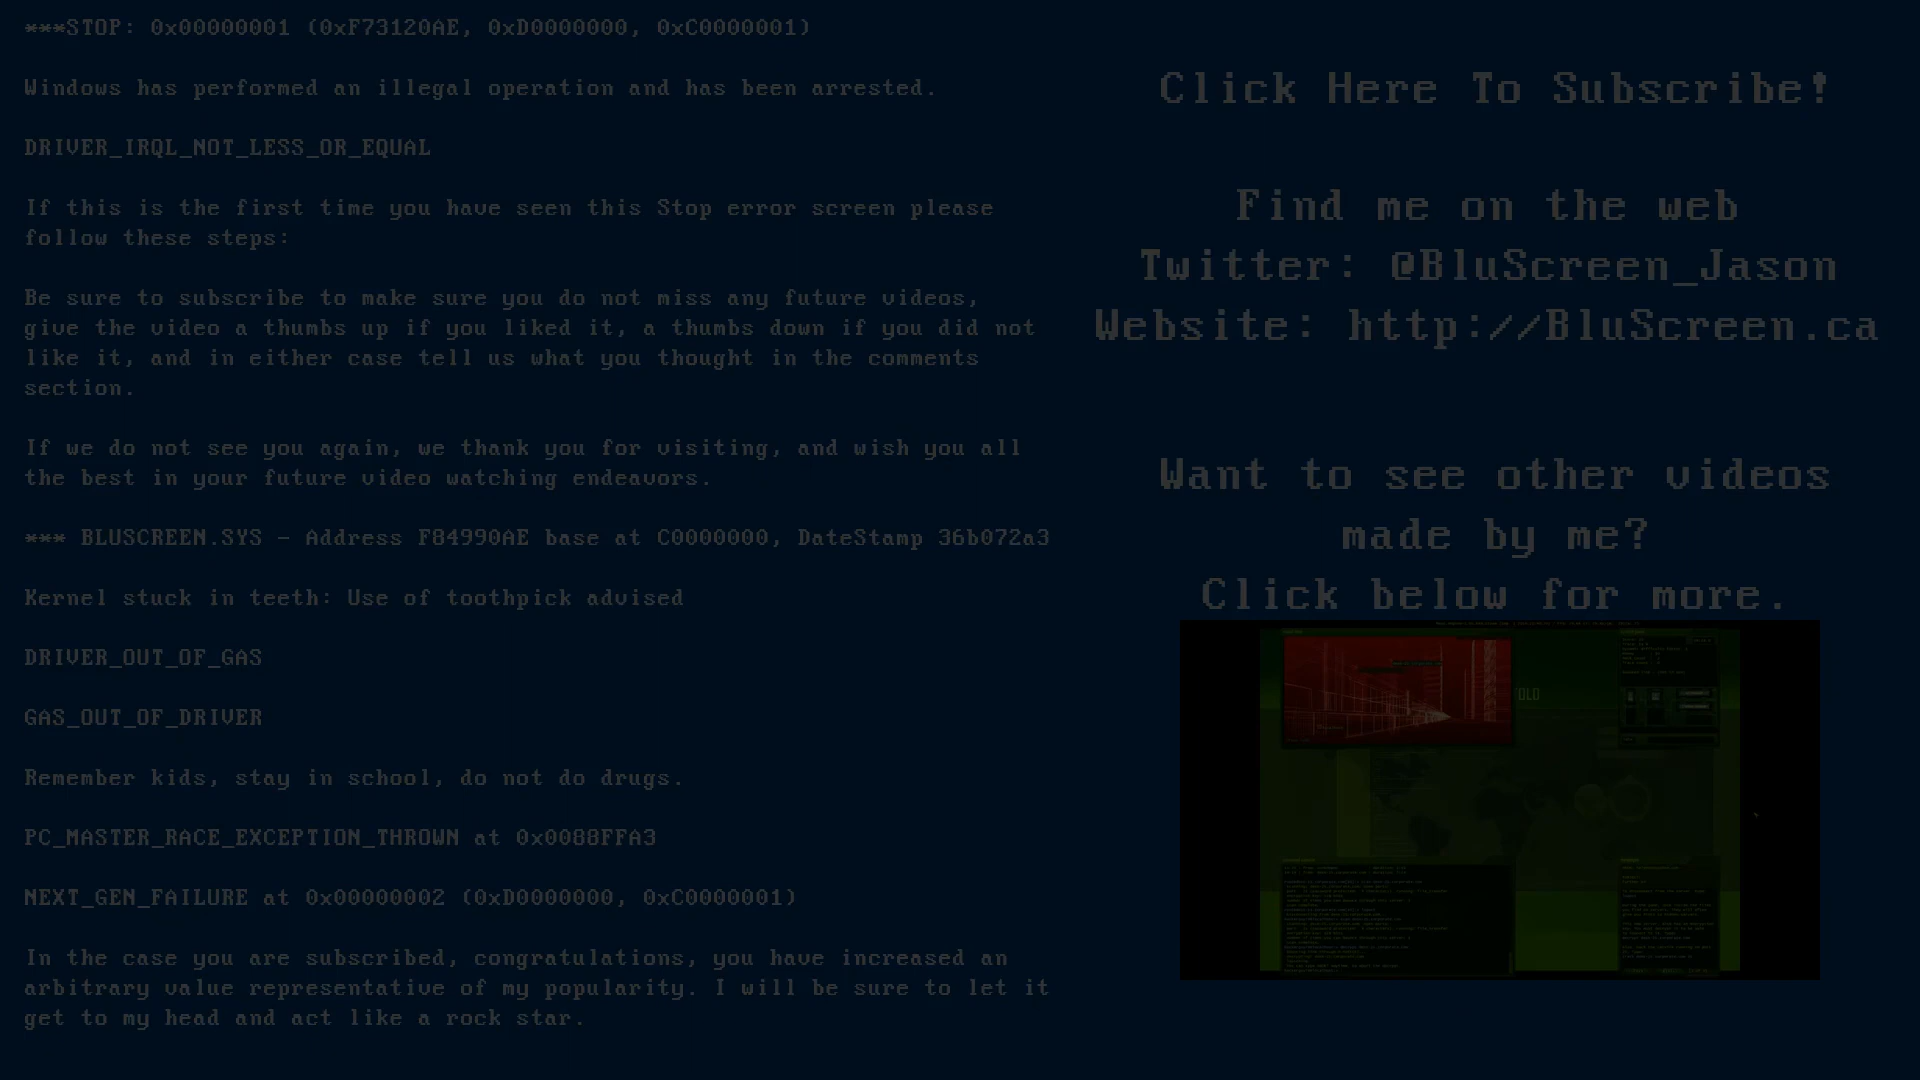 ***STOP: 0x00000001 (0xF73120AE, 0xD0000000, 0xC0000001)
Windows has performed an illegal operation and has been arrested.
DRIVER_IRQL_NOT_LESS_OR_EQUAL
If this is the first time you have seen this Stop error screen please
follow these steps:
Be sure to subscribe to make sure you do not miss any future videos,
give the video a thumbs up if you liked it, a thumbs down if you did not
like it, and in either case tell us what you thought in the comments
section.
If we do not see you again, we thank you for visiting, and wish you all
the best in your future video watching endeavors.
*** BLUSCREEN.SYS - Address F84990AE base at C0000000, DateStamp 36b072a3
Kernel stuck in teeth: Use of toothpick advised
DRIVER_OUT_OF_GAS
GAS_OUT_OF_DRIVER
Remember kids, stay in school, do not do drugs.
PC_MASTER_RACE_EXCEPTION_THROWN at 0x0088FFA3
NEXT_GEN_FAILURE at 0x00000002 (0xD0000000, 0xC0000001)
In the case you are subscribed, congratulations, you have increased an
arbitrary value representative of my popularity. I will be sure to let it
get to my head and act like a rock star.
Click Here To Subscribe!
Find me on the web
Twitter: @BluScreen_Jason
Website: http://BluScreen.ca
Want to see other videos
made by me?
Click below for more.